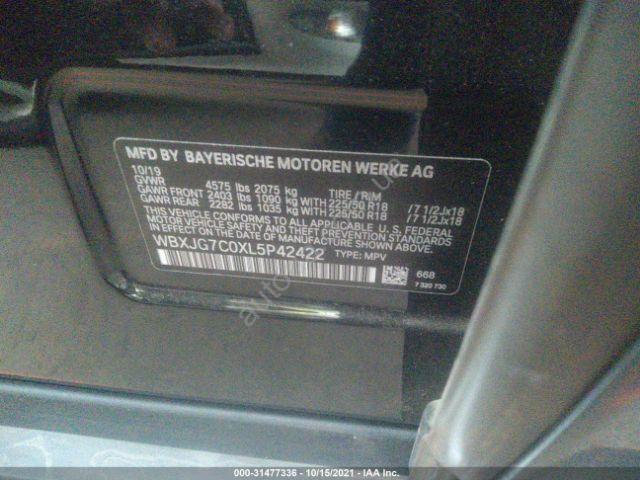 MFD BY BAYERISCHE MOTOREN WERKE AG
10/19
GVWR 4575 lbs 2075 kg TIRE / RIM
GAWR FRONT 2403 lbs 1090 KG WITH 225/50 R18 /7 1/2Jx18
GAWR REAR 2282 lbs 1035 KG WITH 225/50 R18 /7 1/2Jx18
THIS VEHICLE CONFORMS TO ALL APPLICABLE U.S. FEDERAL
MOTOR VEHICLE SAFETY, BUMPER,
AND THEFT PREVENTION STANDARDS
IN EFFECT ON THE DATE OF MANUFACTURE SHOWN ABOVE.
WBXJG7C0XL5P42422 TYPE: MPV
668
7 320 730
000-31477336 - 10/15/2021 - IAA Inc.